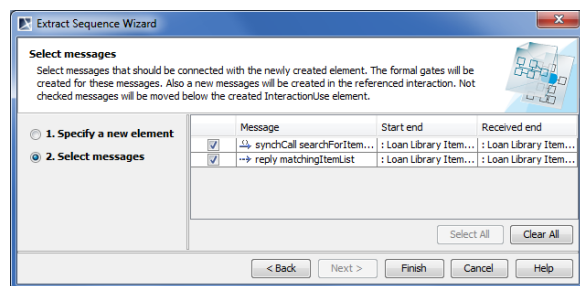 Extract Sequence Wizard
Select messages
Select messages that should be connected with the newly created element. The formal gates will be
created for these messages. Also a new messages will be created in the referenced interaction. Not
checked messages will be moved below the created InteractionUse element.
1. Specify a new element
2. Select messages
Message Start end Received end
synchCall searchForItem... : Loan Library Item... : Loan Library Item...
reply matchingItemList : Loan Library Item... : Loan Library Item...
Select All Clear All
< Back Next > Finish Cancel Help